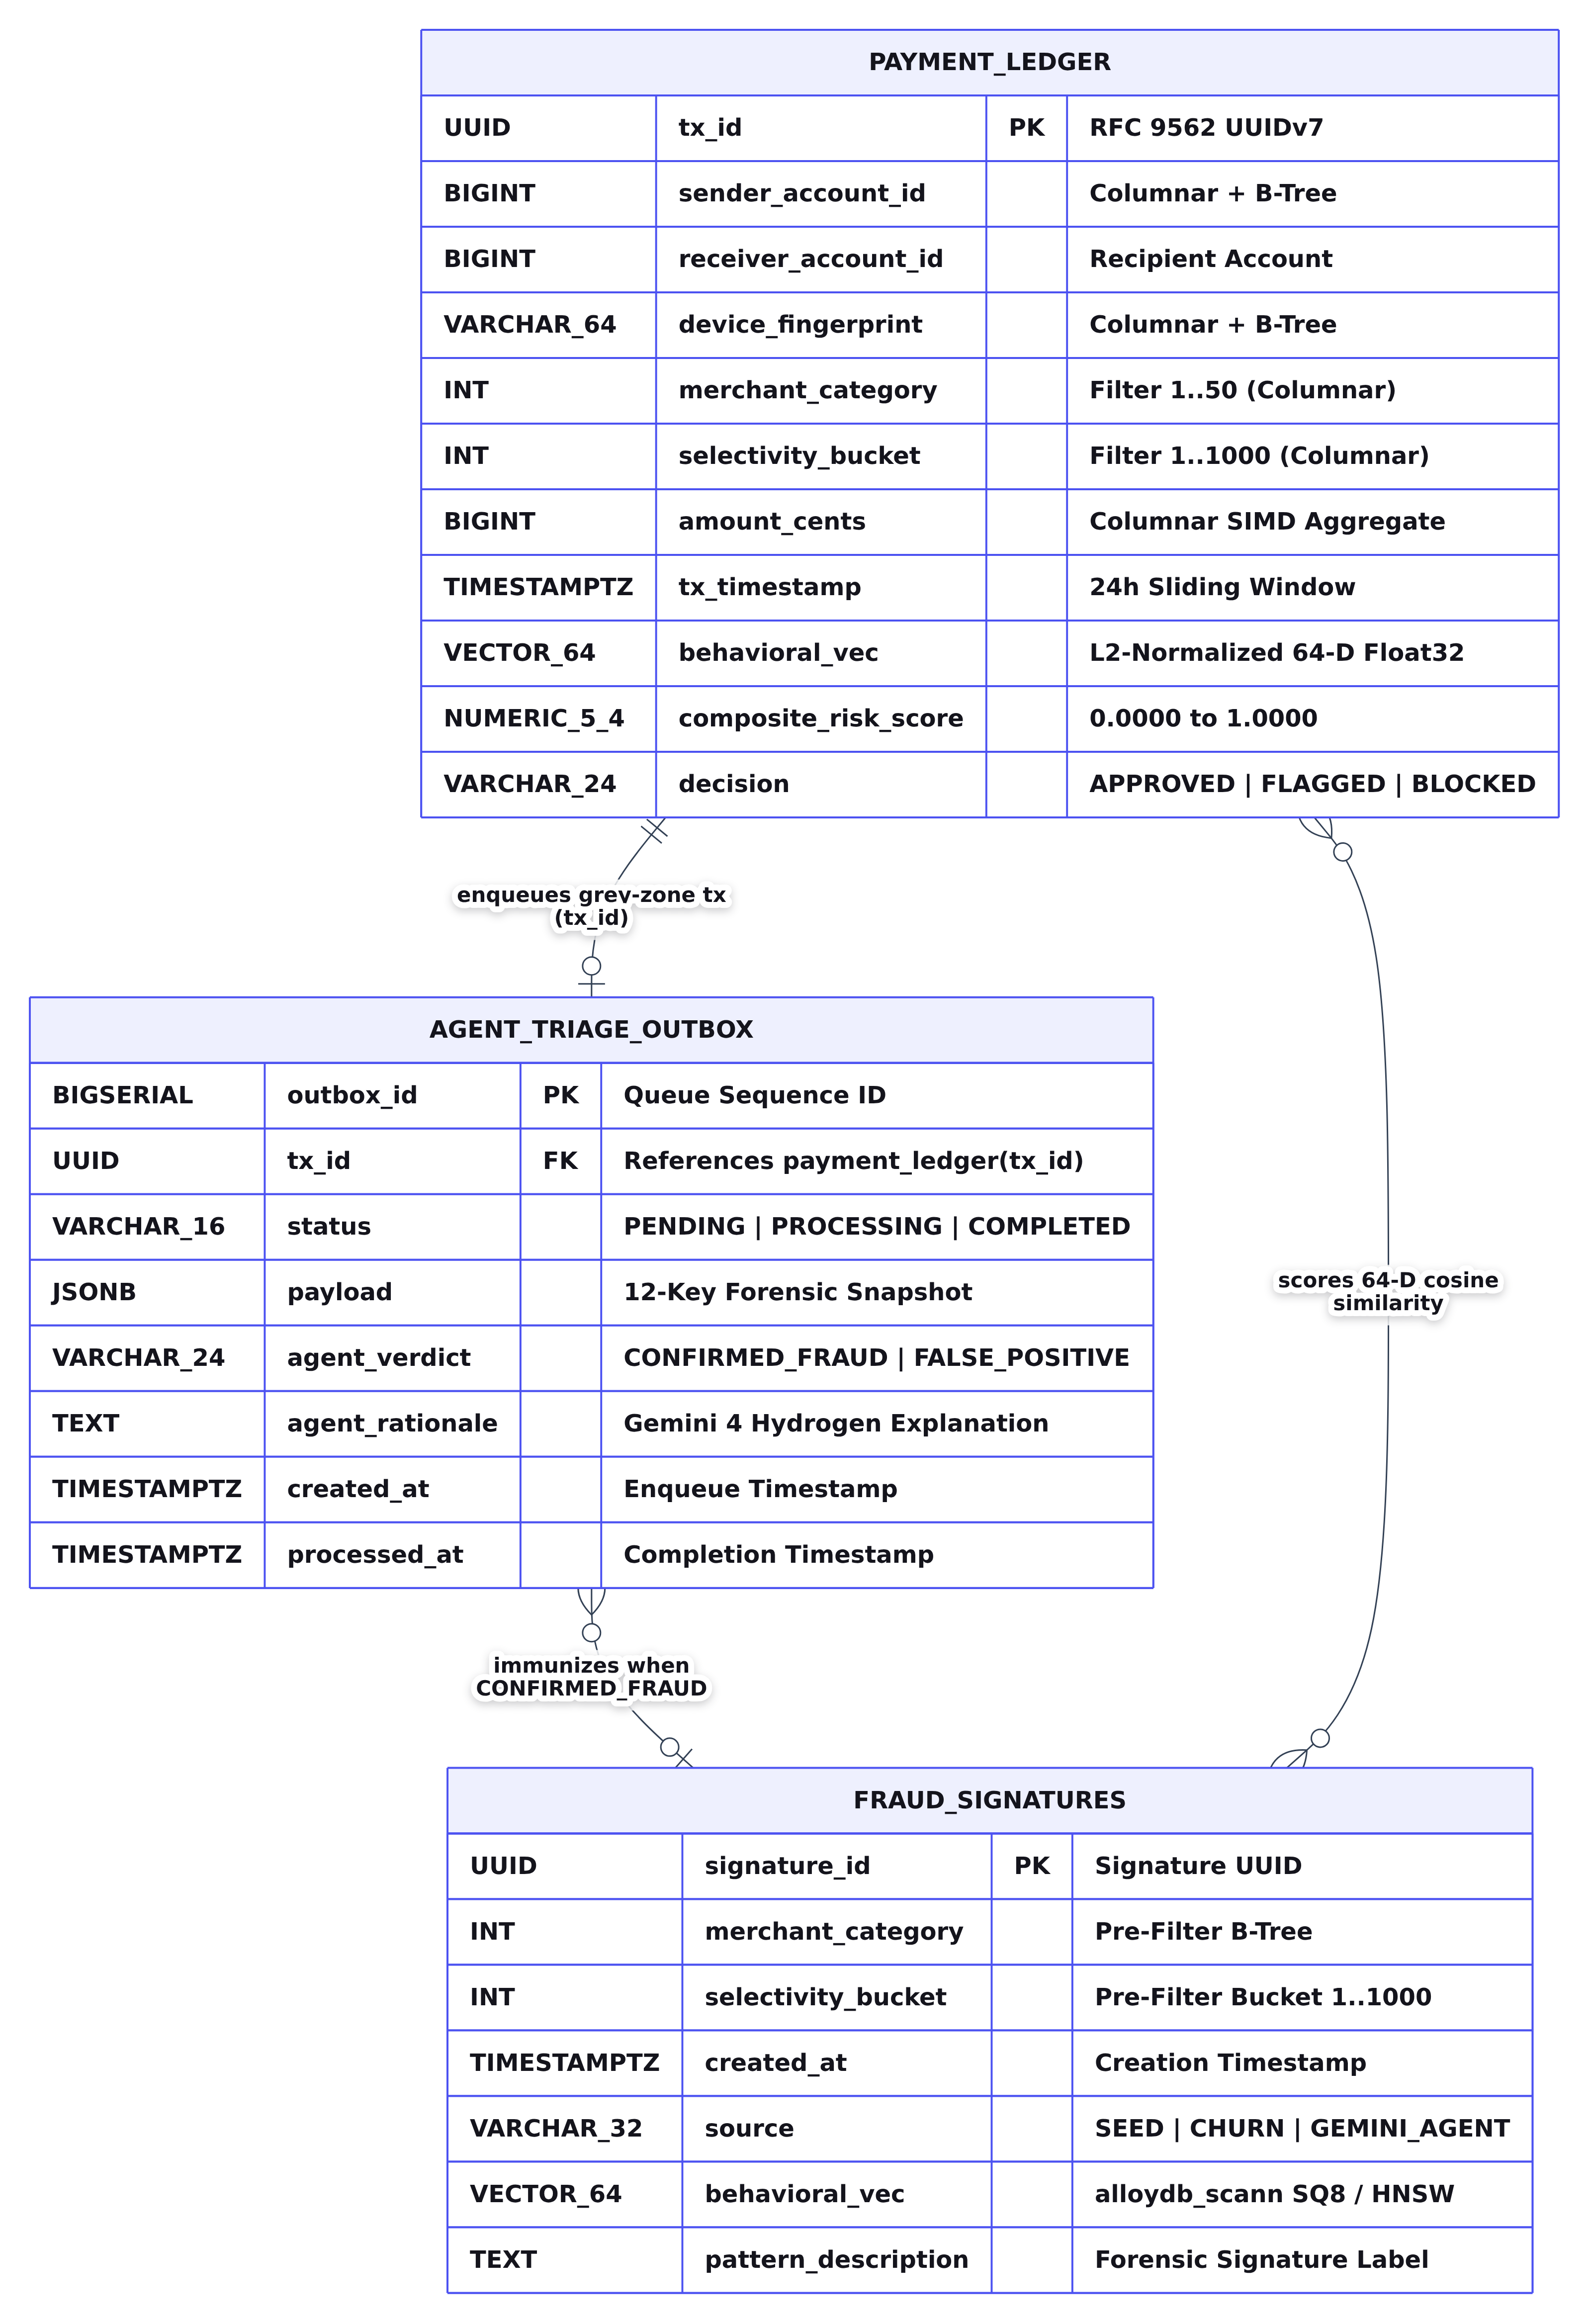 PAYMENT_LEDGER
UUID tx_id PK RFC 9562 UUIDv7
BIGINT sender_account_id Columnar + B-Tree
BIGINT receiver_account_id Recipient Account
VARCHAR_64 device_fingerprint Columnar + B-Tree
INT merchant_category Filter 1..50 (Columnar)
INT selectivity_bucket Filter 1..1000 (Columnar)
BIGINT amount_cents Columnar SIMD Aggregate
TIMESTAMPTZ tx_timestamp 24h Sliding Window
VECTOR_64 behavioral_vec L2-Normalized 64-D Float32
NUMERIC_5_4 composite_risk_score 0.0000 to 1.0000
VARCHAR_24 decision APPROVED | FLAGGED | BLOCKED
enqueues grey-zone tx
(tx_id)
AGENT_TRIAGE_OUTBOX
BIGSERIAL outbox_id PK Queue Sequence ID
UUID tx_id FK References payment_ledger(tx_id)
VARCHAR_16 status PENDING | PROCESSING | COMPLETED
JSONB payload 12-Key Forensic Snapshot
VARCHAR_24 agent_verdict CONFIRMED_FRAUD | FALSE_POSITIVE
TEXT agent_rationale Gemini 4 Hydrogen Explanation
TIMESTAMPTZ created_at Enqueue Timestamp
TIMESTAMPTZ processed_at Completion Timestamp
scores 64-D cosine
similarity
immunizes when
CONFIRMED_FRAUD
FRAUD_SIGNATURES
UUID signature_id PK Signature UUID
INT merchant_category Pre-Filter B-Tree
INT selectivity_bucket Pre-Filter Bucket 1..1000
TIMESTAMPTZ created_at Creation Timestamp
VARCHAR_32 source SEED | CHURN | GEMINI_AGENT
VECTOR_64 behavioral_vec alloydb_scann SQ8 / HNSW
TEXT pattern_description Forensic Signature Label